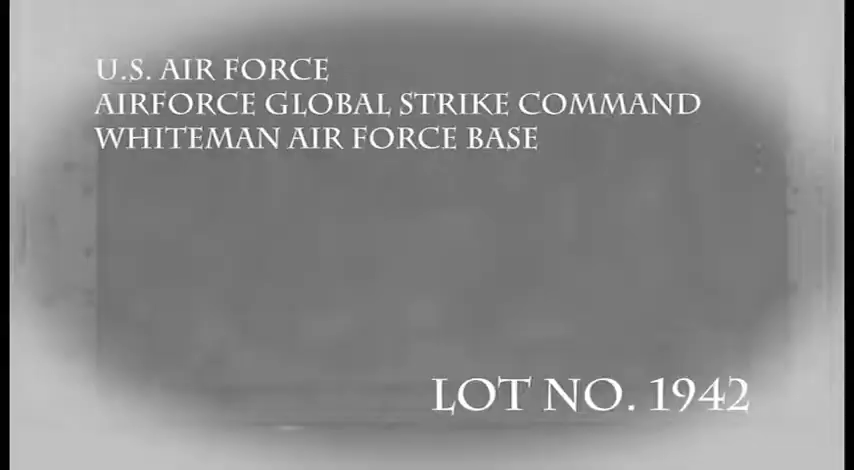 U.S. AIR FORCE
AIRFORCE GLOBAL STRIKE COMMAND
WHITEMAN AIR FORCE BASE
LOT NO. 1942